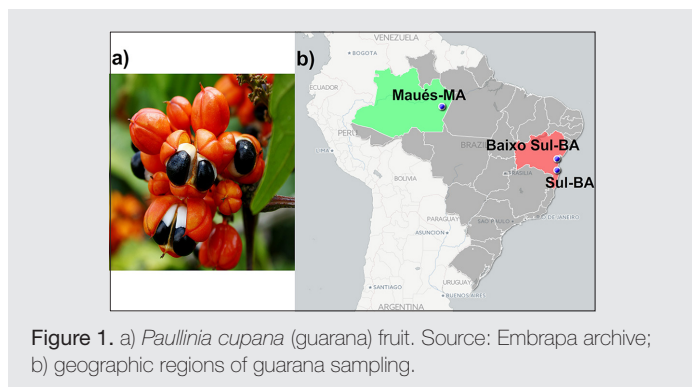 a)
b)
VENEZUELA
BOGOTA
ECUADOR
Maués-MA
PERU
LIMA
BRAZIL
Baixo Sul-BA
BRASILIA
Sul-BA
BOLIVIA
PARAGUAY
SAO PAULO
RIO DE JANEIRO
ASUNCION
SANTIAGO
URUGUAY
BUENOS AIRES
ARGENTINA
Figure 1. a) Paullinia cupana (guarana) fruit. Source: Embrapa archive;
b) geographic regions of guarana sampling.